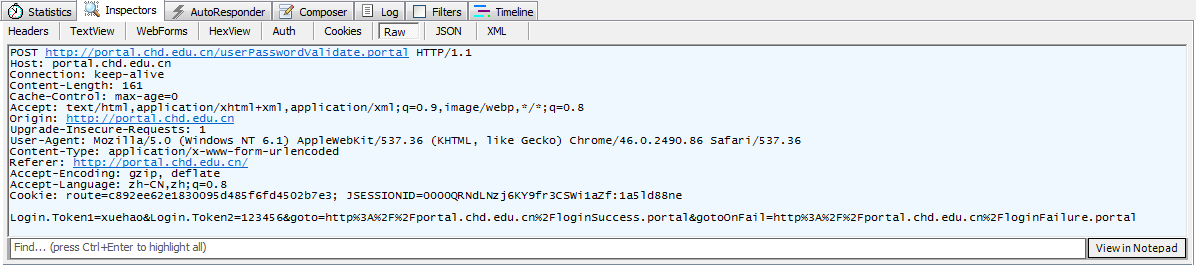 Statistics Inspectors AutoResponder Composer Log Filters Timeline
Headers TextView WebForms HexView Auth Cookies Raw JSON XML
POST http://portal.chd.edu.cn/userPasswordValidate.portal HTTP/1.1
Host: portal.chd.edu.cn
Connection: keep-alive
Content-Length: 161
Cache-Control: max-age=0
Accept: text/html,application/xhtml+xml,application/xml;q=0.9,image/webp,*/*;q=0.8
Origin: http://portal.chd.edu.cn
Upgrade-Insecure-Requests: 1
User-Agent: Mozilla/5.0 (Windows NT 6.1) AppleWebKit/537.36 (KHTML, like Gecko) Chrome/46.0.2490.86 Safari/537.36
Content-Type: application/x-www-form-urlencoded
Referer: http://portal.chd.edu.cn/
Accept-Encoding: gzip, deflate
Accept-Language: zh-CN,zh;q=0.8
Cookie: route=c892ee62e1830095d485f6fd4502b7e3; JSESSIONID=0000QRNdLNzj6KY9fr3CSWi1aZf:1a5ld88ne
Login.Token1=xuehao&Login.Token2=123456&goto=http%3A%2F%2Fportal.chd.edu.cn%2FloginSuccess.portal&gotoOnFail=http%3A%2F%2Fportal.chd.edu.cn%2FloginFailure.portal
Find... (press Ctrl+Enter to highlight all) View in Notepad